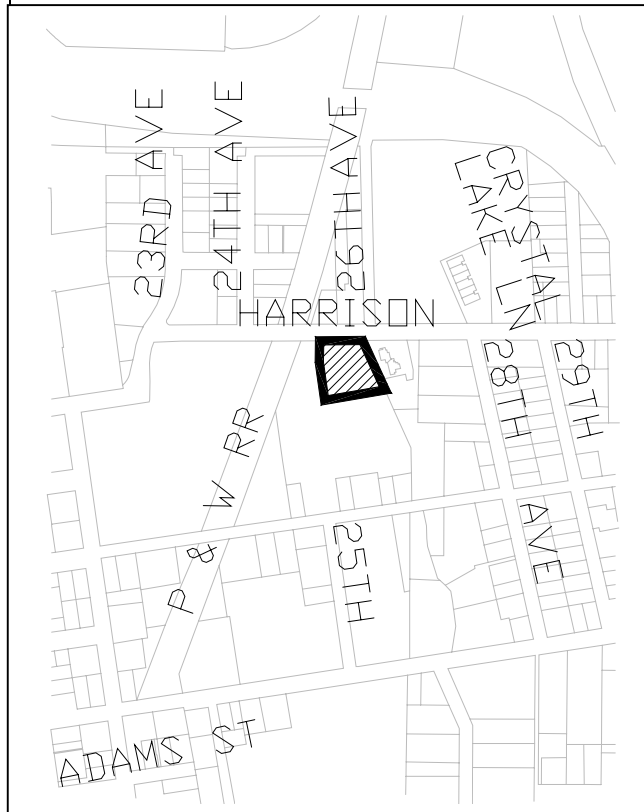 23RD AVE
24TH AVE
26TH AVE
CRYSTAL
LAKE LN
HARRISON
28TH
29TH
P & W RR
25TH
AVE
ADAMS ST